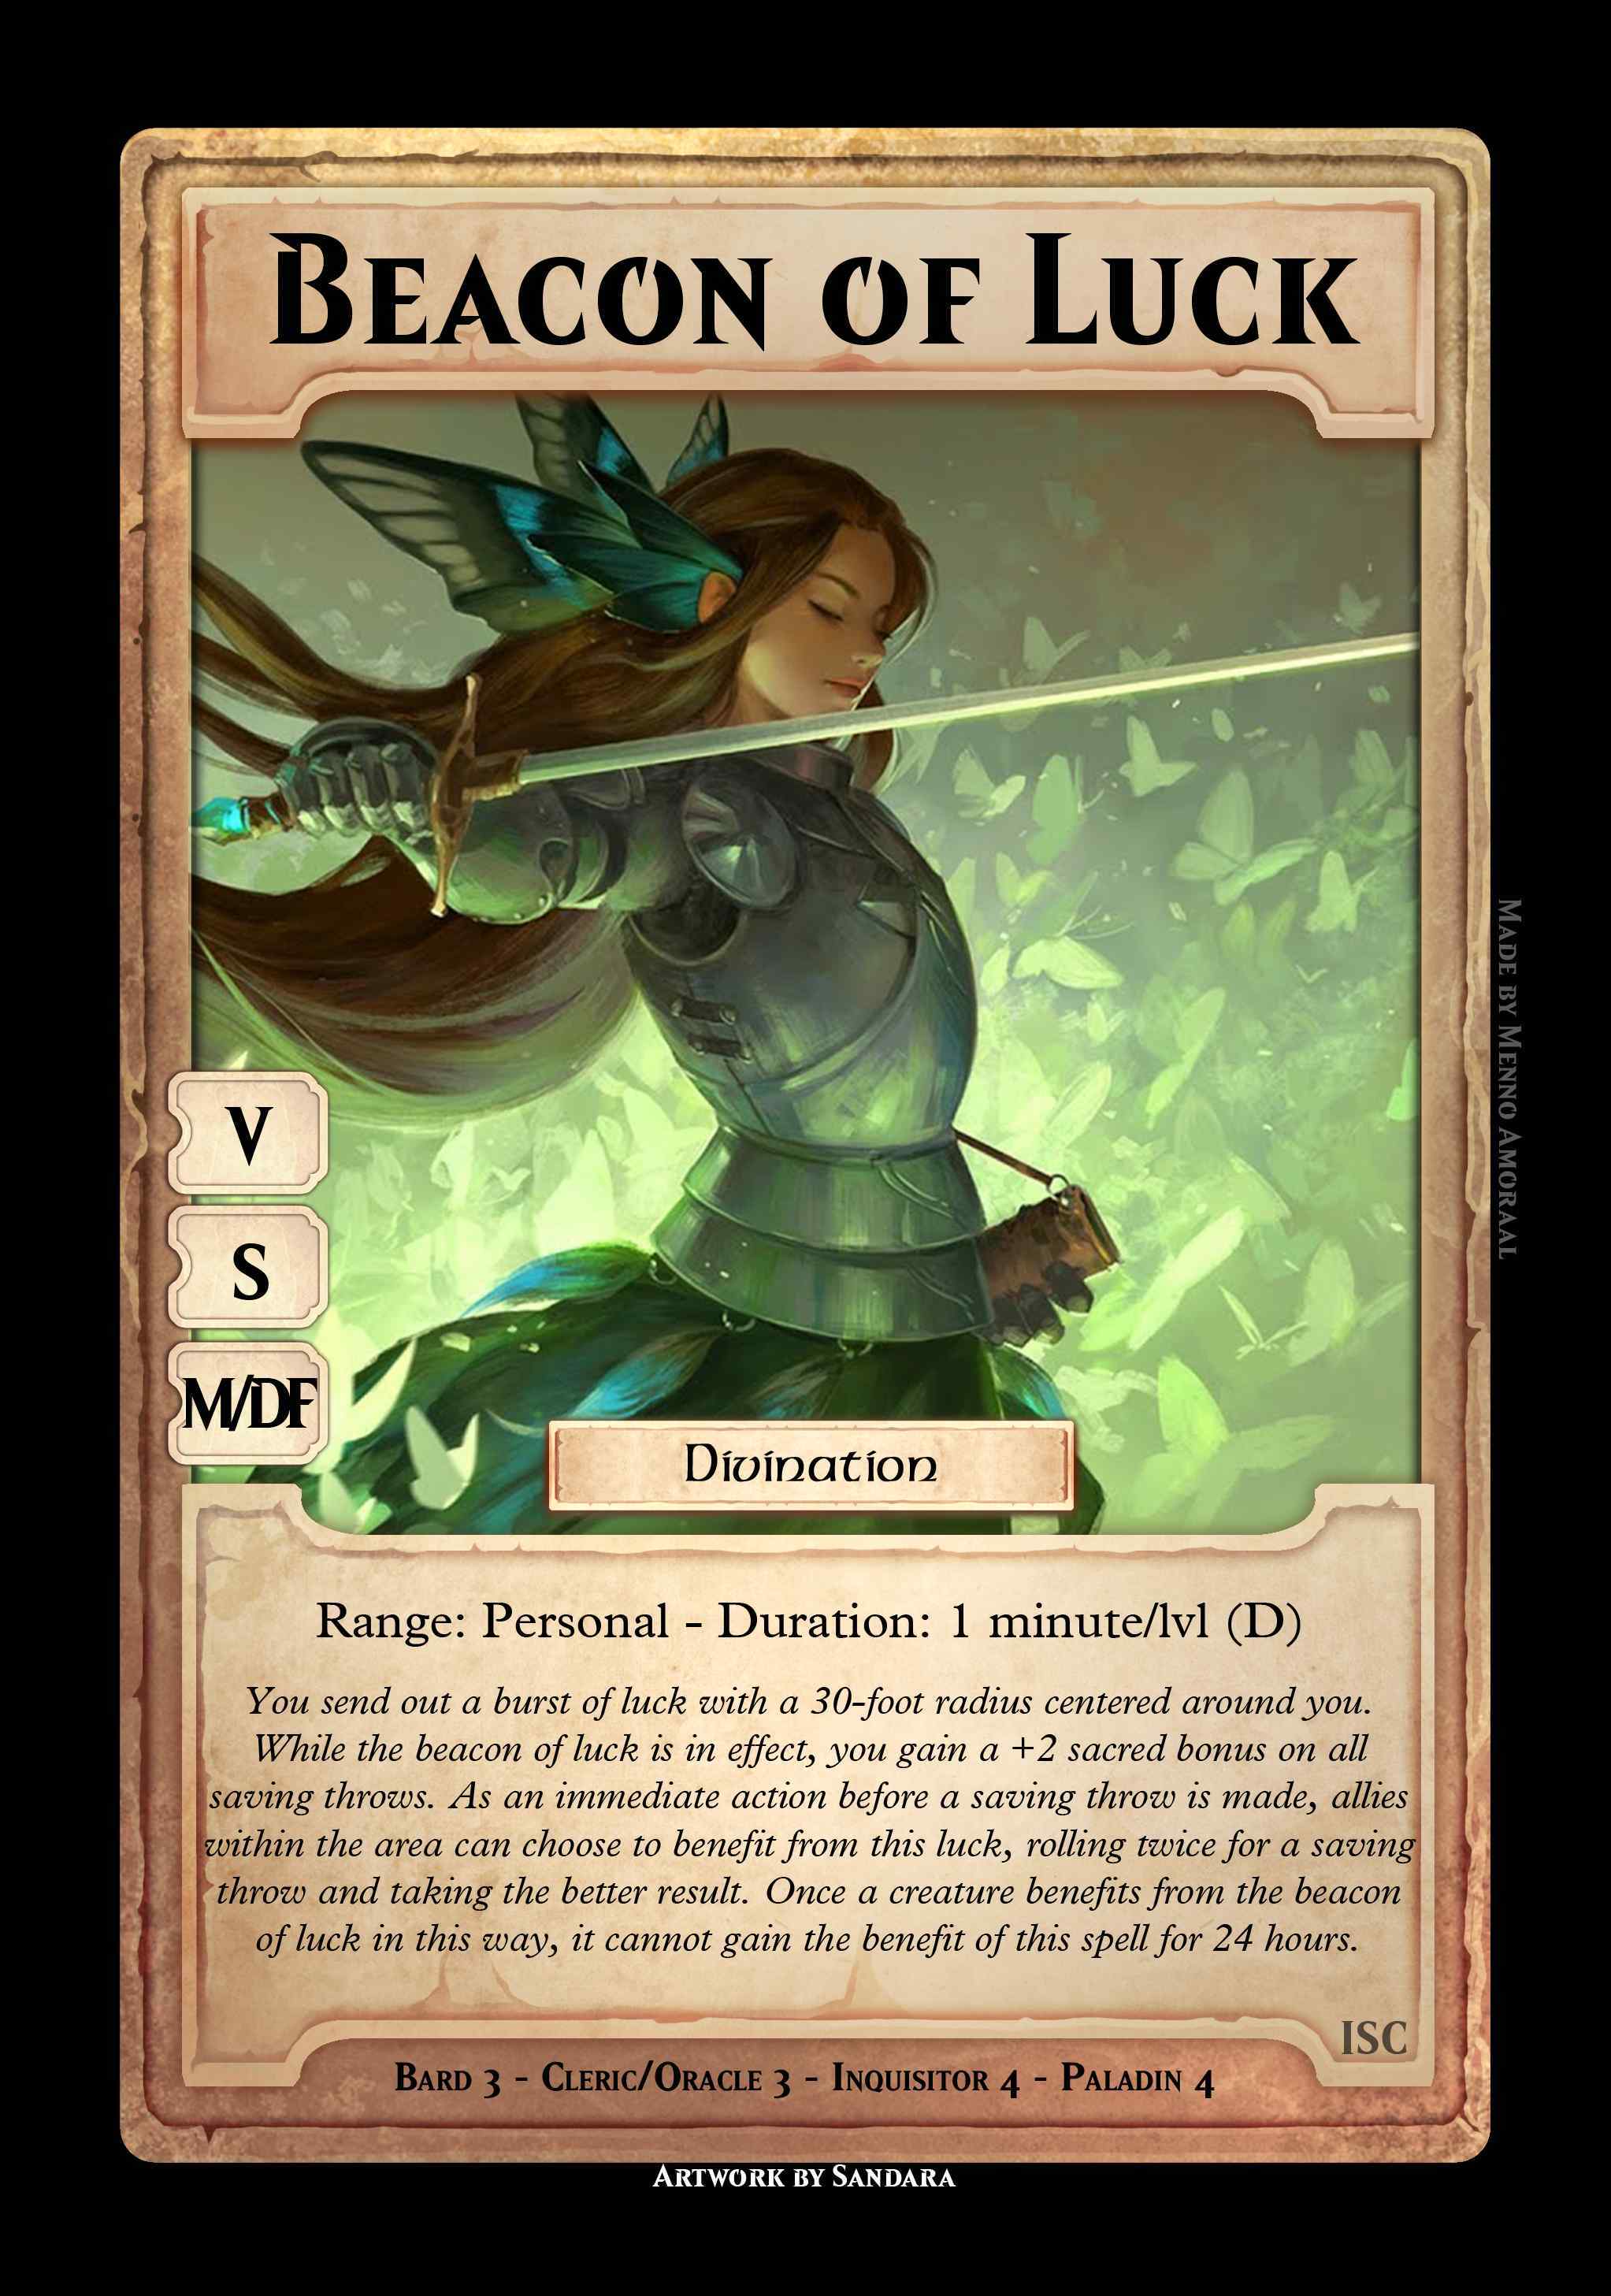 Beacon of Luck
V
S
M/DF
Divination
Range: Personal - Duration: 1 minute/lvl (D)
You send out a burst of luck with a 30-foot radius centered around you.
While the beacon of luck is in effect, you gain a +2 sacred bonus on all
saving throws. As an immediate action before a saving throw is made, allies
within the area can choose to benefit from this luck, rolling twice for a saving
throw and taking the better result. Once a creature benefits from the beacon
of luck in this way, it cannot gain the benefit of this spell for 24 hours.
ISC
Bard 3 - Cleric/Oracle 3 - Inquisitor 4 - Paladin 4
Artwork by Sandara
Made by Menno Amoraal